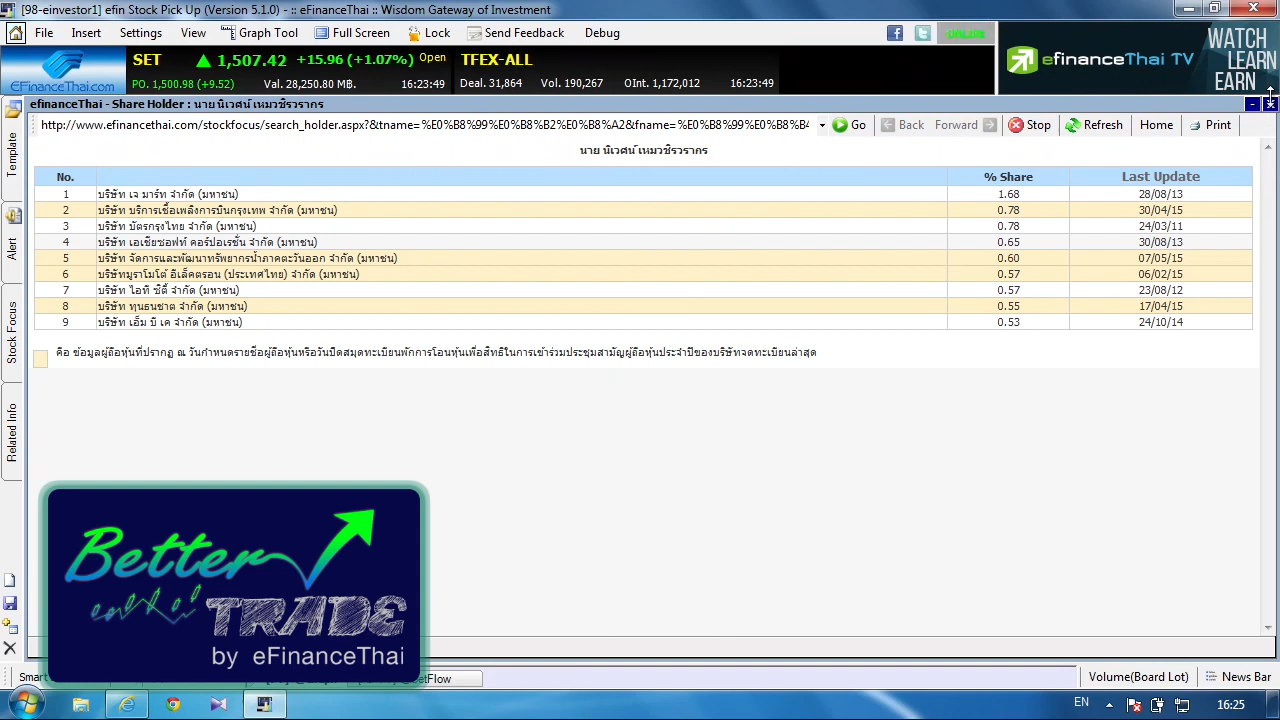 [98-einvestor1] efin Stock Pick Up (Version 5.1.0) - :: eFinanceThai :: Wisdom Gateway of Investment
File Insert Settings View Graph Tool Full Screen Lock Send Feedback Debug
SET ▲ 1,507.42 +15.96 (+1.07%) Open TFEX-ALL
PO. 1,500.98 (+9.52) Val. 28,250.80 M฿. 16:23:49 Deal. 31,864 Vol. 190,267 OInt. 1,172,012 16:23:49
EFinanceThai.com
efinanceThai TV
WATCH
LEARN
EARN
efinanceThai - Share Holder : นาย นิเวศน์ เหมวชิรวรากร
http://www.efinancethai.com/stockfocus/search_holder.aspx?&tname=%E0%B8%99%E0%B8%B2%E0%B8%A2&fname=%E0%B8%99%E0%B8%B4 Go Back Forward Stop Refresh Home Print
นาย นิเวศน์ เหมวชิรวรากร
No. % Share Last Update
1 บริษัท เจ มาร์ท จำกัด (มหาชน) 1.68 28/08/13
2 บริษัท บริการเชื้อเพลิงการบินกรุงเทพ จำกัด (มหาชน) 0.78 30/04/15
3 บริษัท บัตรกรุงไทย จำกัด (มหาชน) 0.78 24/03/11
4 บริษัท เอเชียซอฟท์ คอร์ปอเรชั่น จำกัด (มหาชน) 0.65 30/08/13
5 บริษัท จัดการและพัฒนาทรัพยากรน้ำภาคตะวันออก จำกัด (มหาชน) 0.60 07/05/15
6 บริษัทมูราโมโต้ อีเล็คตรอน (ประเทศไทย) จำกัด (มหาชน) 0.57 06/02/15
7 บริษัท ไอที ซิตี้ จำกัด (มหาชน) 0.57 23/08/12
8 บริษัท ทุนธนชาต จำกัด (มหาชน) 0.55 17/04/15
9 บริษัท เอ็ม บี เค จำกัด (มหาชน) 0.53 24/10/14
คือ ข้อมูลผู้ถือหุ้นที่ปรากฏ ณ วันกำหนดรายชื่อผู้ถือหุ้นหรือวันปิดสมุดทะเบียนพักการโอนหุ้นเพื่อสิทธิในการเข้าร่วมประชุมสามัญผู้ถือหุ้นประจำปีของบริษัทจดทะเบียนล่าสุด
Template
Alert
Stock Focus
Related Info
Better
TRADE
by eFinanceThai
Smart Volume(Board Lot) News Bar
EN 16:25